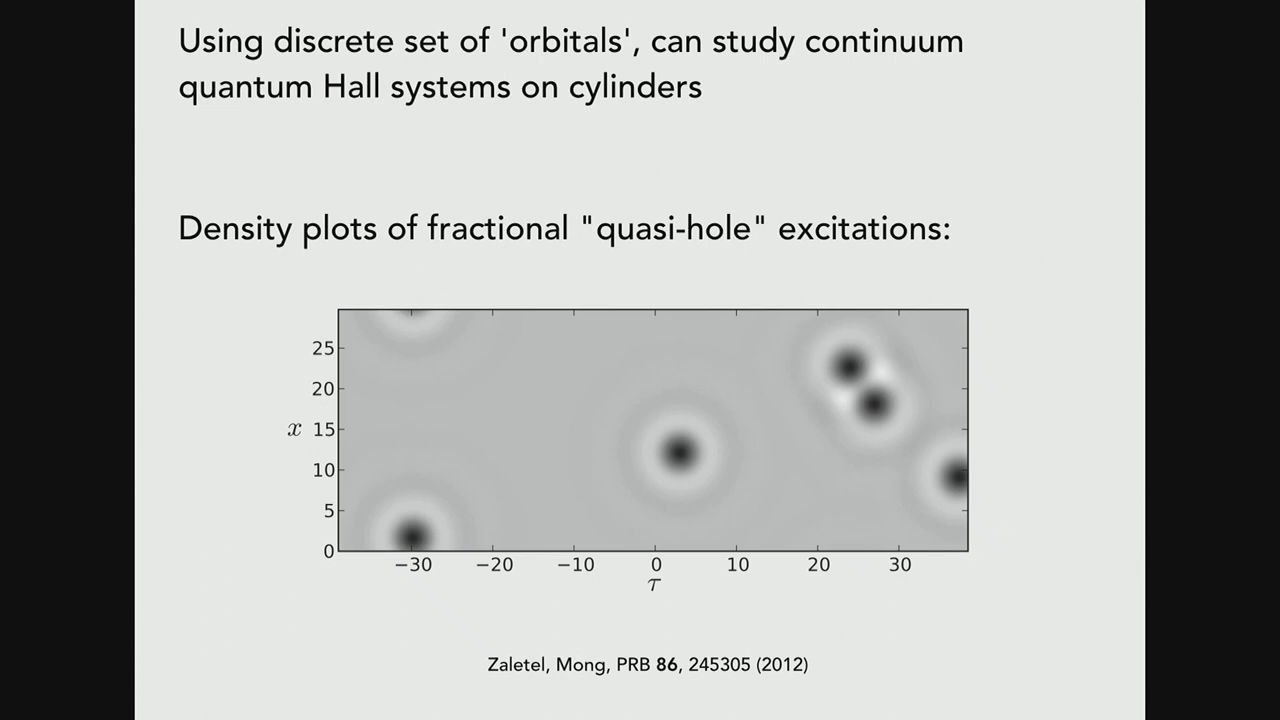 Using discrete set of 'orbitals', can study continuum
quantum Hall systems on cylinders
Density plots of fractional "quasi-hole" excitations:
25
20
x 15
10
5
0
−30 −20 −10 0 10 20 30
τ
Zaletel, Mong, PRB 86, 245305 (2012)